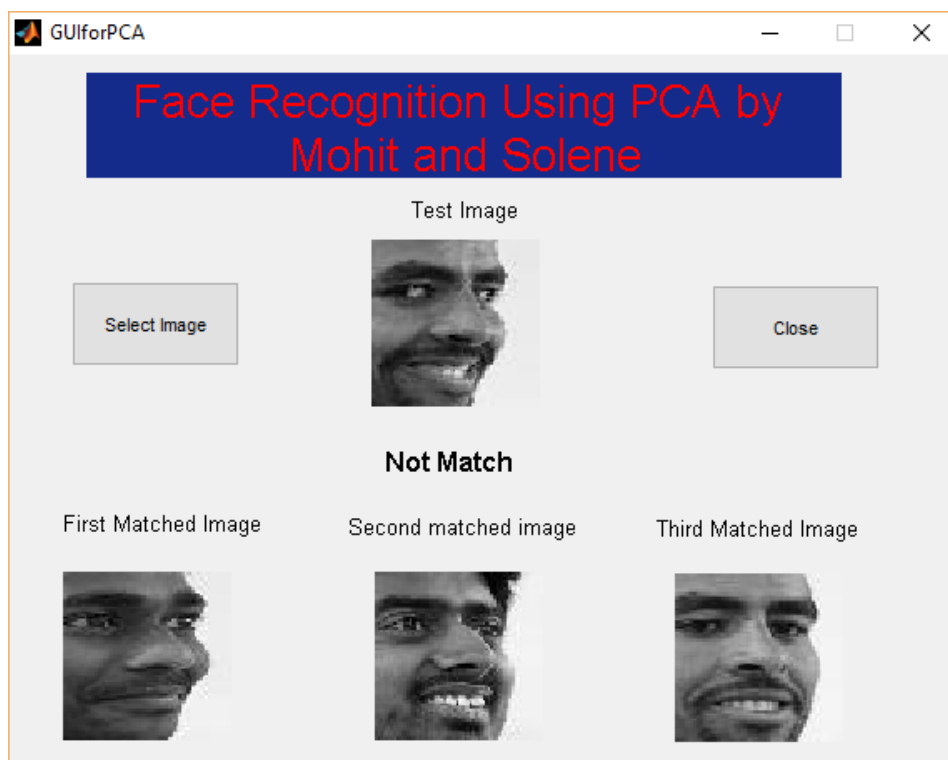 GUIforPCA
Face Recognition Using PCA by
Mohit and Solene
Test Image
Select Image
Close
Not Match
First Matched Image
Second matched image
Third Matched Image